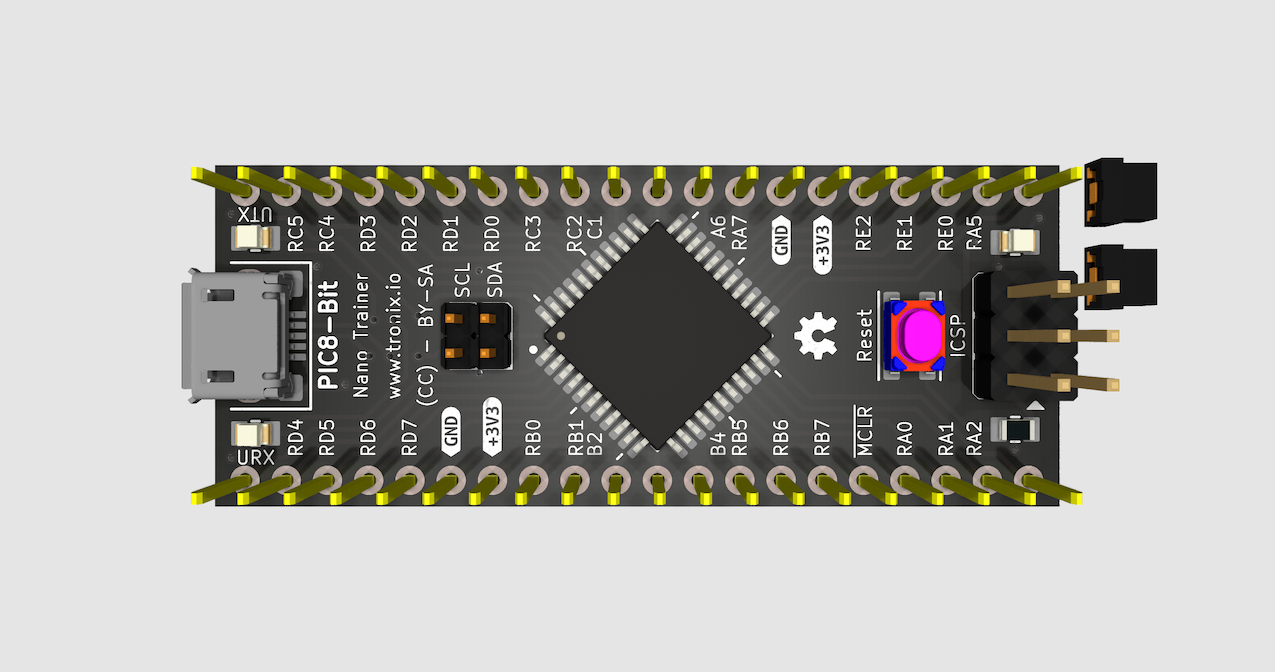 UTX
RC5
RC4
RD3
RD2
RD1
RD0
RC3
RC2
C1
A6
RA7
GND
+3V3
RE2
RE1
RE0
RA5
PIC8-Bit
Nano Trainer
www.tronix.io
(CC) - BY-SA
SCL
SDA
Reset
ICSP
URX
RD4
RD5
RD6
RD7
GND
+3V3
RB0
RB1
B2
B4
RB5
RB6
RB7
MCLR
RA0
RA1
RA2